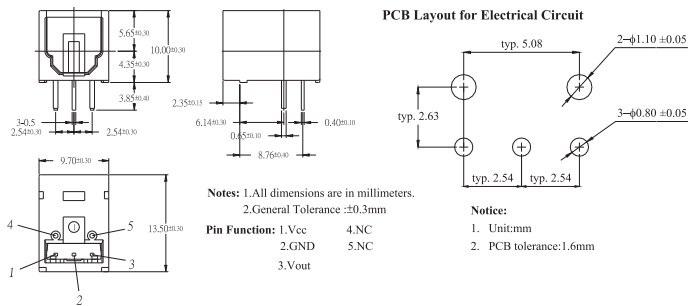 PCB Layout for Electrical Circuit
5.65±0.30
10.00±0.30
4.35±0.30
3.85±0.40
3-0.5
2.54±0.30
2.54±0.30
2.35±0.15
6.14±0.30
0.65±0.10
0.40±0.10
8.76±0.40
typ. 5.08
2-ϕ1.10 ±0.05
typ. 2.63
3-ϕ0.80 ±0.05
typ. 2.54
typ. 2.54
9.70±0.30
13.50±0.30
4
5
1
2
3
Notes: 1.All dimensions are in millimeters.
2.General Tolerance :±0.3mm
Pin Function: 1.Vcc 4.NC
2.GND 5.NC
3.Vout
Notice:
1. Unit:mm
2. PCB tolerance:1.6mm